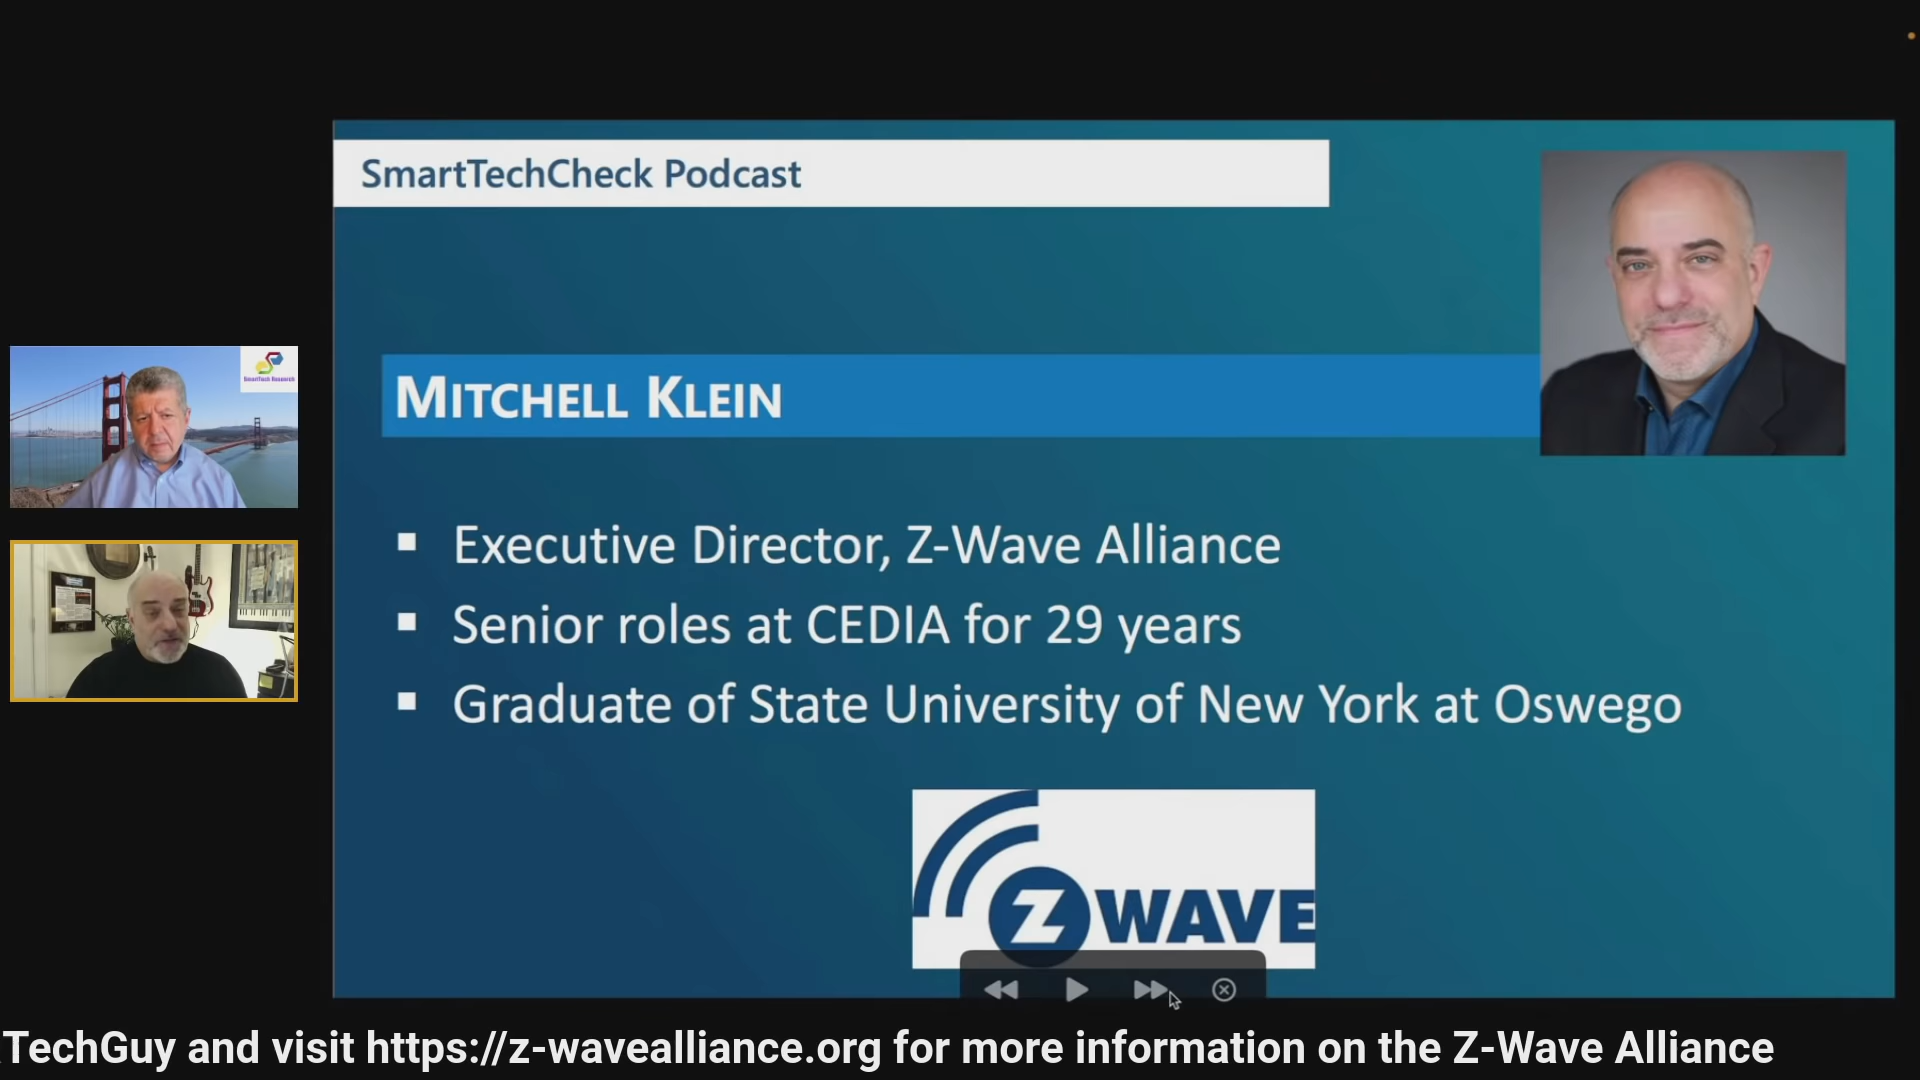 SmartTechCheck Podcast
SmartTech Research
MITCHELL KLEIN
Executive Director, Z-Wave Alliance
Senior roles at CEDIA for 29 years
Graduate of State University of New York at Oswego
Z WAVE
TechGuy and visit https://z-wavealliance.org for more information on the Z-Wave Alliance